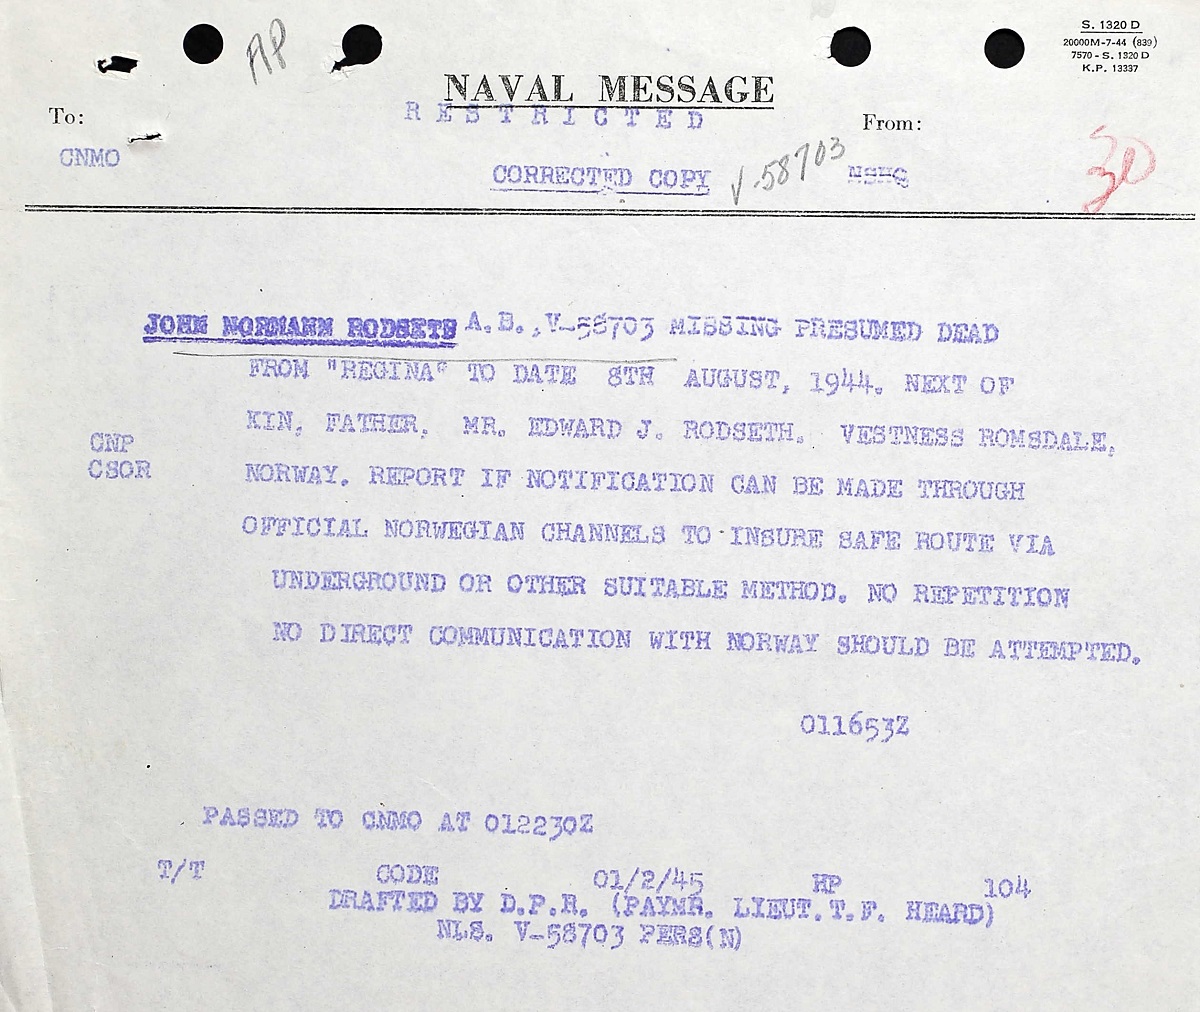 S. 1320 D
20000M-7-44 (839)
7570 - S. 1320 D
K.P. 13337
AP
NAVAL MESSAGE
RESTRICTED
To:
From:
CNMO
CORRECTED COPY
V-58703
NSHQ
30
JOHN NORMANN RODSETH A.B., V-58703 MISSING PRESUMED DEAD
FROM "REGINA" TO DATE 8TH AUGUST, 1944. NEXT OF
KIN, FATHER, MR. EDWARD J. RODSETH. VESTNESS ROMSDALE,
CNP
CSOR
NORWAY. REPORT IF NOTIFICATION CAN BE MADE THROUGH
OFFICIAL NORWEGIAN CHANNELS TO INSURE SAFE ROUTE VIA
UNDERGROUND OR OTHER SUITABLE METHOD. NO REPETITION
NO DIRECT COMMUNICATION WITH NORWAY SHOULD BE ATTEMPTED.
011653Z
PASSED TO CNMO AT 012230Z
T/T CODE 01/2/45 HP 104
DRAFTED BY D.P.R. (PAYMR. LIEUT. T. F. HEARD)
NLS. V-58703 PERS(N)